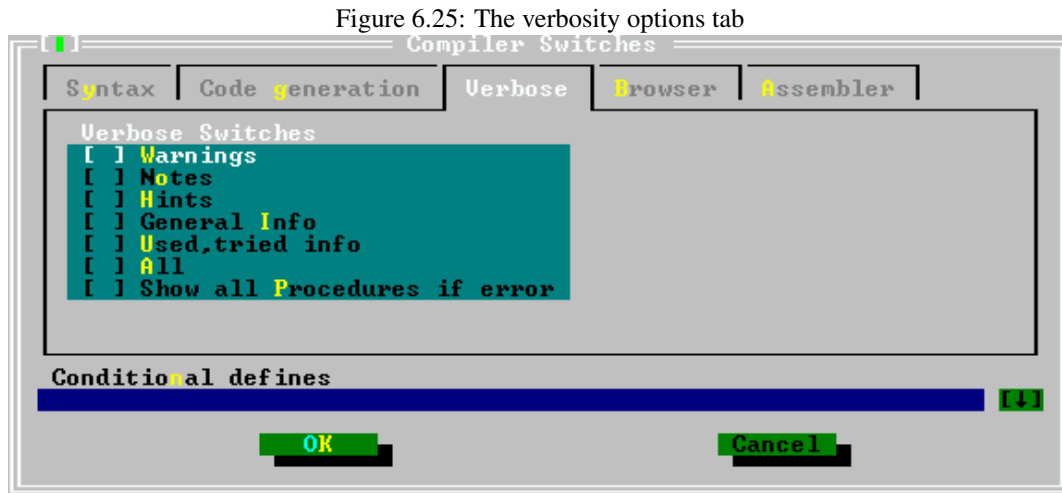 Figure 6.25: The verbosity options tab
[▮] Compiler Switches
Syntax Code generation Verbose Browser Assembler
Verbose Switches
[ ] Warnings
[ ] Notes
[ ] Hints
[ ] General Info
[ ] Used,tried info
[ ] All
[ ] Show all Procedures if error
Conditional defines
[↓]
OK Cancel